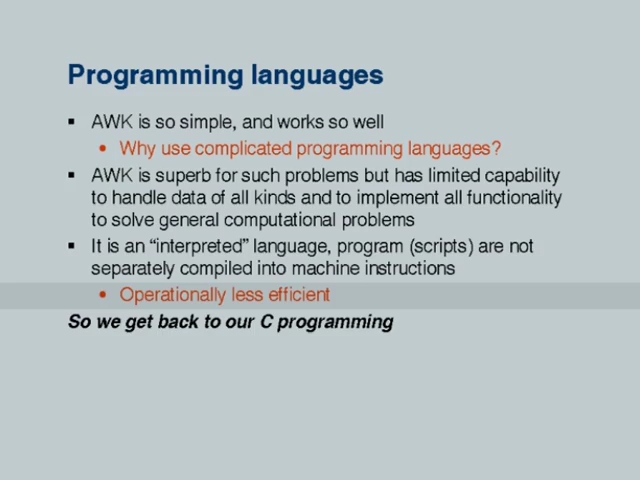 Programming languages
▪ AWK is so simple, and works so well
• Why use complicated programming languages?
▪ AWK is superb for such problems but has limited capability
to handle data of all kinds and to implement all functionality
to solve general computational problems
▪ It is an “interpreted” language, program (scripts) are not
separately compiled into machine instructions
• Operationally less efficient
So we get back to our C programming